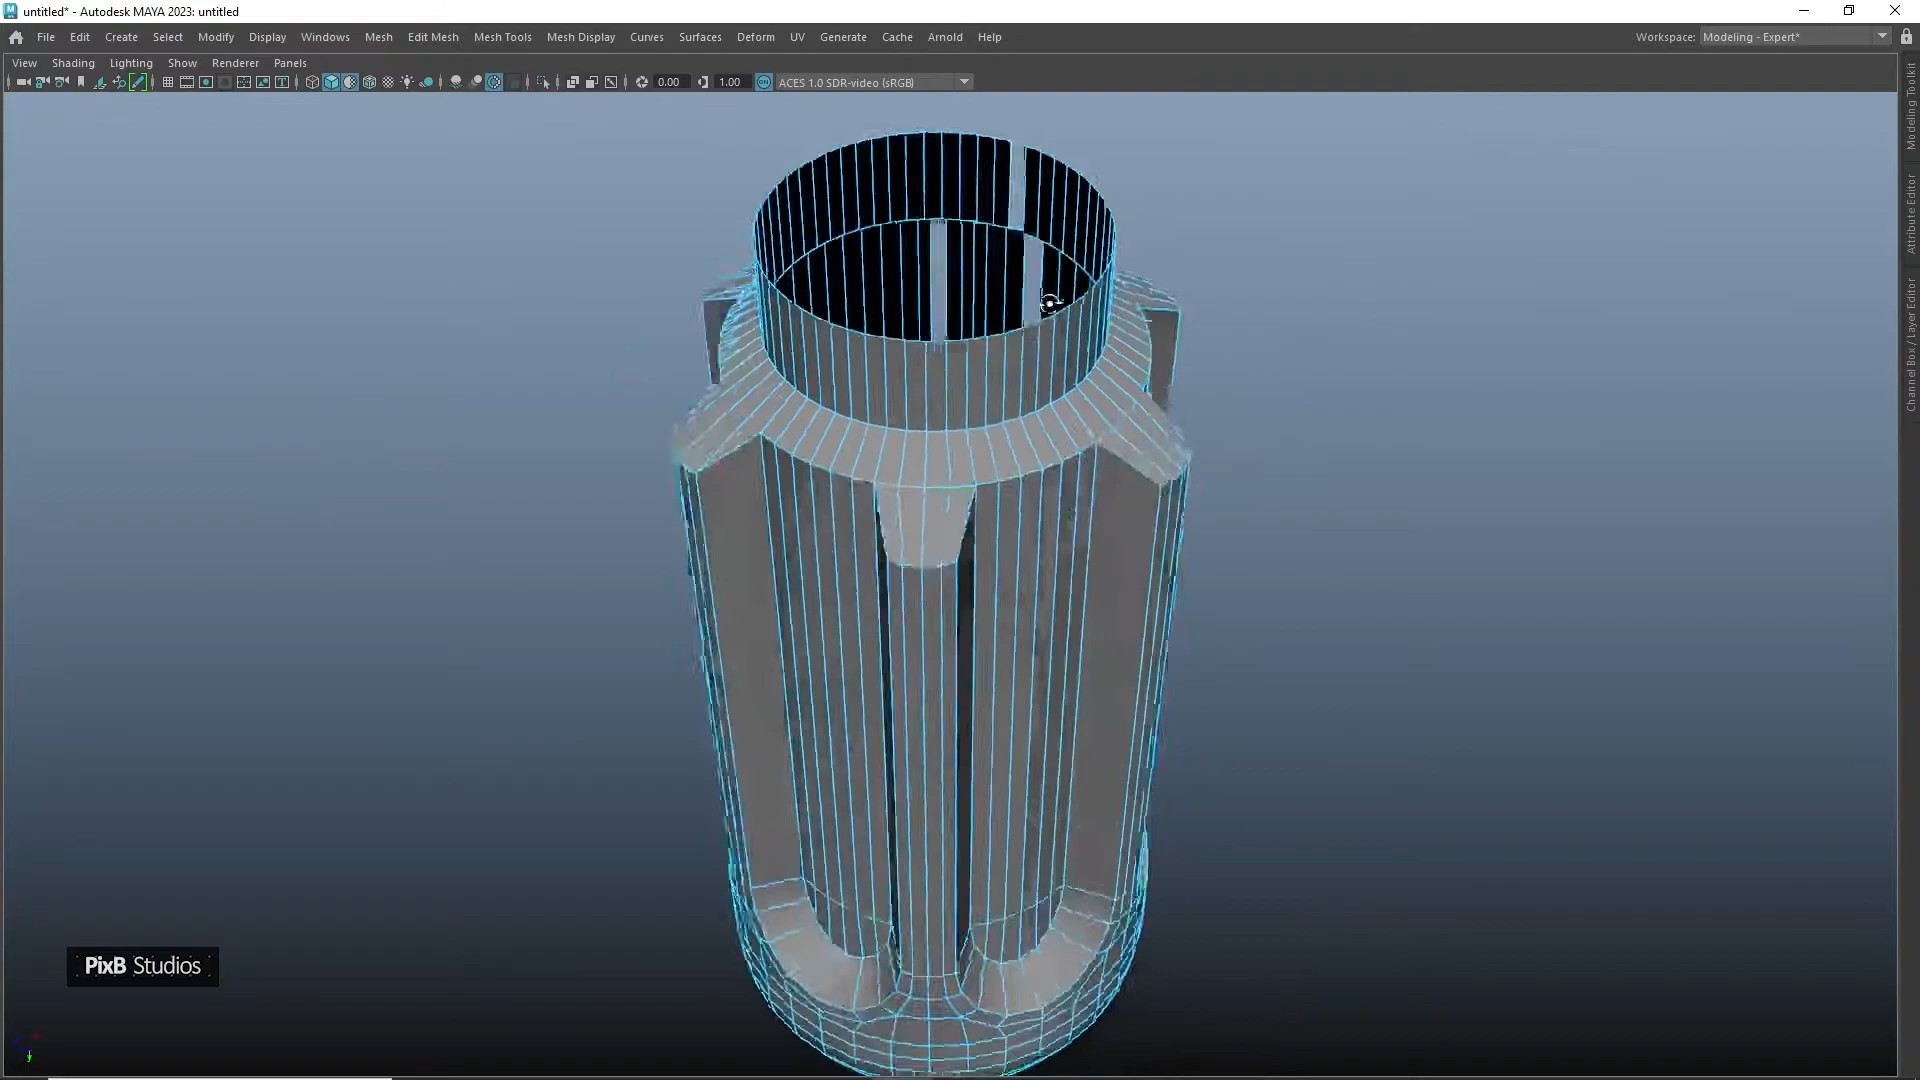 untitled* - Autodesk MAYA 2023: untitled
File Edit Create Select Modify Display Windows Mesh Edit Mesh Mesh Tools Mesh Display Curves Surfaces Deform UV Generate Cache Arnold Help Workspace: Modeling - Expert*
View Shading Lighting Show Renderer Panels
0.00 1.00 ON ACES 1.0 SDR-video (sRGB)
Modeling Toolkit
Attribute Editor
Channel Box / Layer Editor
PixB Studios
y